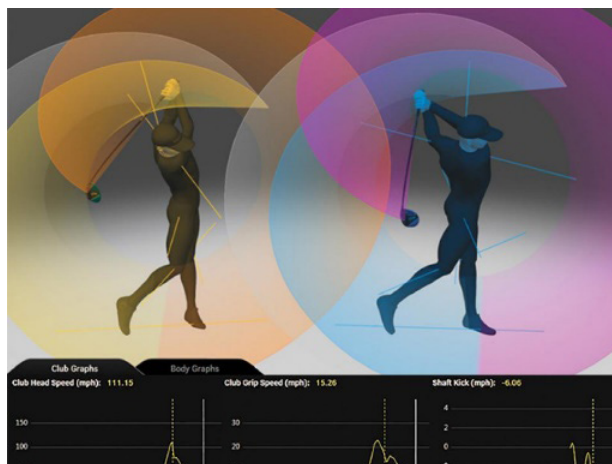 Club Graphs
Body Graphs
Club Head Speed (mph): 111.15
Club Grip Speed (mph): 15.26
Shaft Kick (mph): -6.06
150
100
30
20
4
2
0